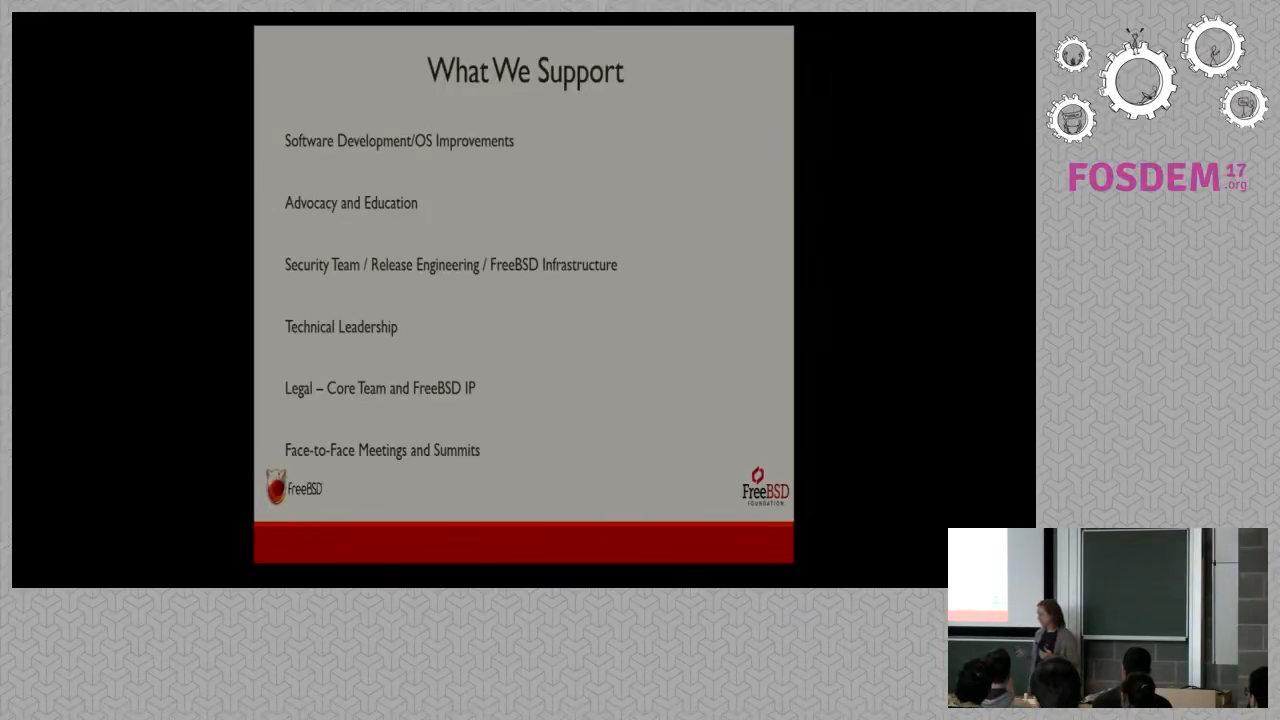 What We Support
Software Development/OS Improvements
Advocacy and Education
Security Team / Release Engineering / FreeBSD Infrastructure
Technical Leadership
Legal – Core Team and FreeBSD IP
Face-to-Face Meetings and Summits
FreeBSD
FreeBSD
FOUNDATION
FOSDEM 17
.org